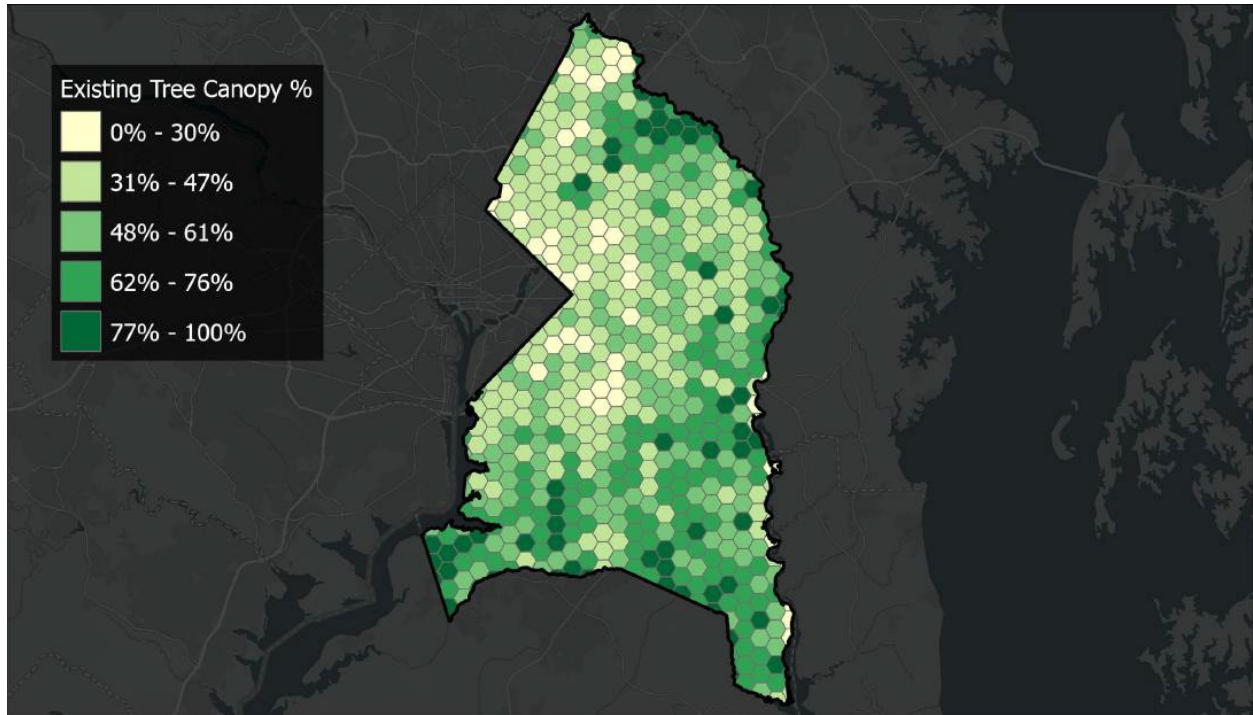 Existing Tree Canopy %
0% - 30%
31% - 47%
48% - 61%
62% - 76%
77% - 100%